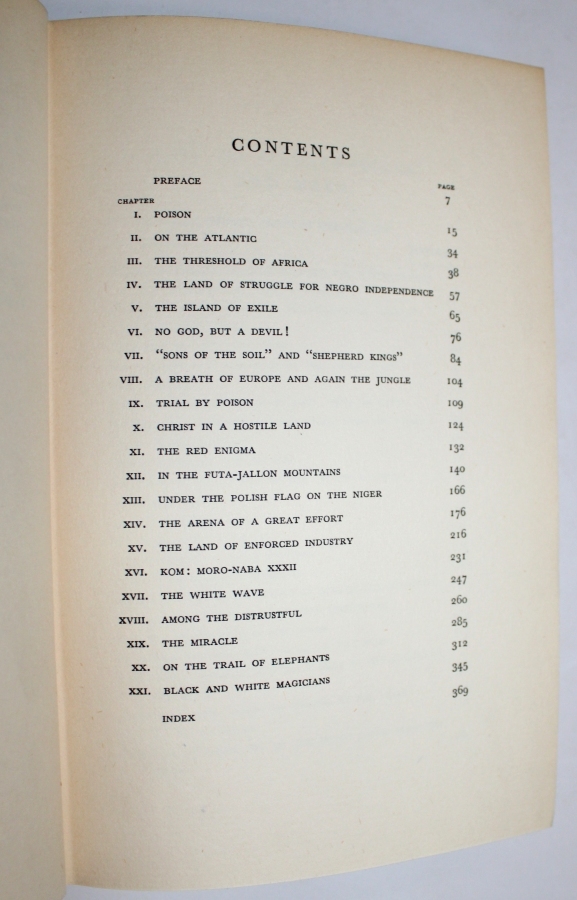 CONTENTS
PAGE
PREFACE 7
CHAPTER
I. POISON 15
II. ON THE ATLANTIC 34
III. THE THRESHOLD OF AFRICA 38
IV. THE LAND OF STRUGGLE FOR NEGRO INDEPENDENCE 57
V. THE ISLAND OF EXILE 65
VI. NO GOD, BUT A DEVIL! 76
VII. "SONS OF THE SOIL" AND "SHEPHERD KINGS" 84
VIII. A BREATH OF EUROPE AND AGAIN THE JUNGLE 104
IX. TRIAL BY POISON 109
X. CHRIST IN A HOSTILE LAND 124
XI. THE RED ENIGMA 132
XII. IN THE FUTA-JALLON MOUNTAINS 140
XIII. UNDER THE POLISH FLAG ON THE NIGER 166
XIV. THE ARENA OF A GREAT EFFORT 176
XV. THE LAND OF ENFORCED INDUSTRY 216
XVI. KOM: MORO-NABA XXXII 231
XVII. THE WHITE WAVE 247
XVIII. AMONG THE DISTRUSTFUL 260
XIX. THE MIRACLE 285
XX. ON THE TRAIL OF ELEPHANTS 312
XXI. BLACK AND WHITE MAGICIANS 345
INDEX 369